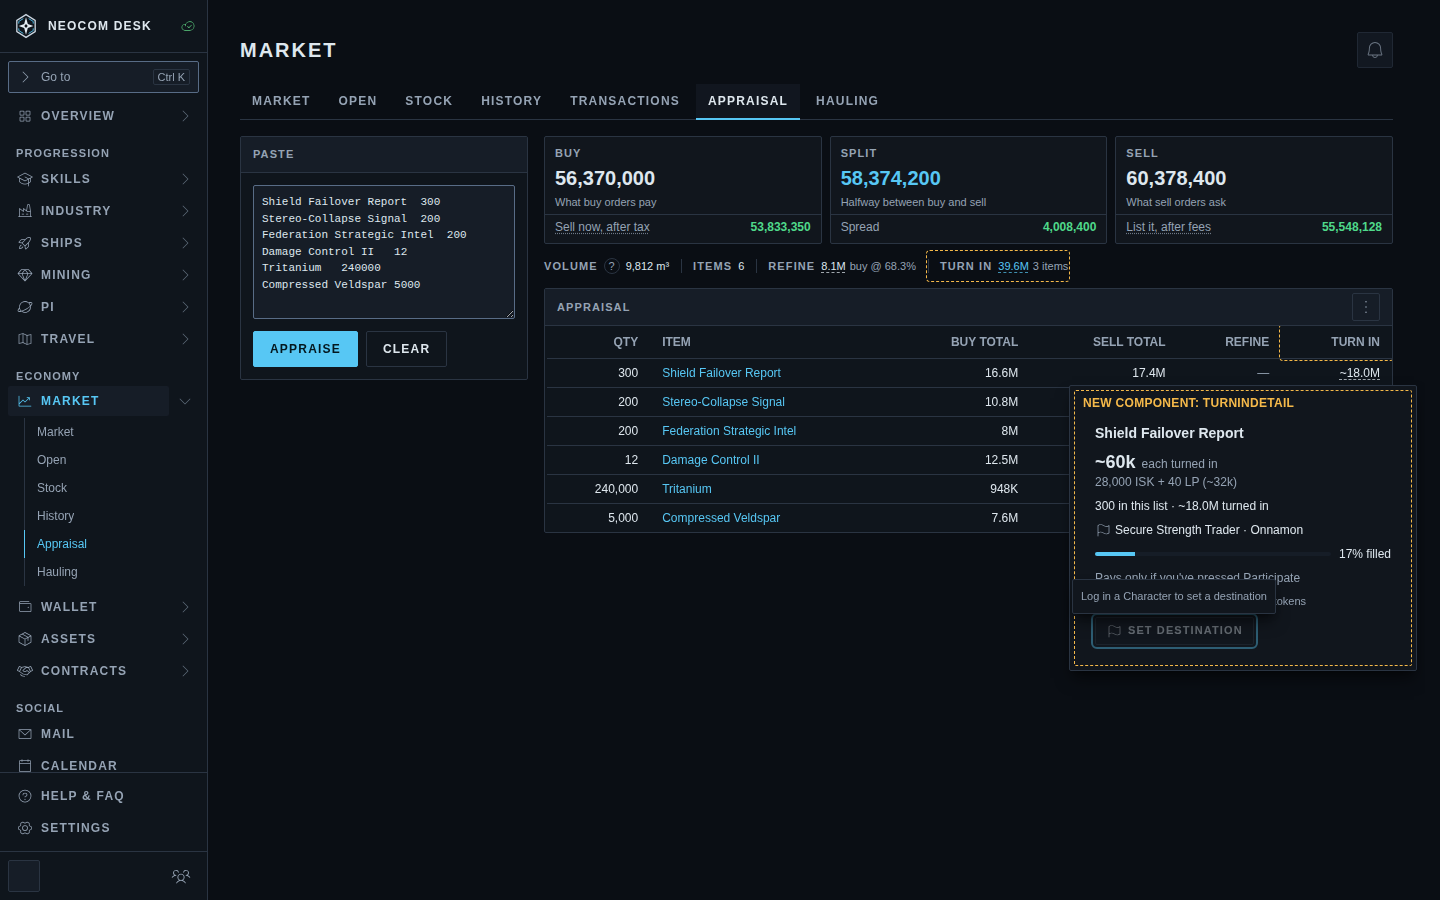 NEOCOM DESK
Go to Ctrl K
OVERVIEW
PROGRESSION
SKILLS
INDUSTRY
SHIPS
MINING
PI
TRAVEL
ECONOMY
MARKET
Market
Open
Stock
History
Appraisal
Hauling
WALLET
ASSETS
CONTRACTS
SOCIAL
MAIL
CALENDAR
HELP & FAQ
SETTINGS
MARKET
MARKET OPEN STOCK HISTORY TRANSACTIONS APPRAISAL HAULING
PASTE
Shield Failover Report 300
Stereo-Collapse Signal 200
Federation Strategic Intel 200
Damage Control II 12
Tritanium 240000
Compressed Veldspar 5000
APPRAISE CLEAR
BUY
56,370,000
What buy orders pay
Sell now, after tax 53,833,350
SPLIT
58,374,200
Halfway between buy and sell
Spread 4,008,400
SELL
60,378,400
What sell orders ask
List it, after fees 55,548,128
VOLUME ? 9,812 m³ ITEMS 6 REFINE 8.1M buy @ 68.3% TURN IN 39.6M 3 items
APPRAISAL
QTY ITEM BUY TOTAL SELL TOTAL REFINE TURN IN
300 Shield Failover Report 16.6M 17.4M — ~18.0M
200 Stereo-Collapse Signal 10.8M
200 Federation Strategic Intel 8M
12 Damage Control II 12.5M
240,000 Tritanium 948K
5,000 Compressed Veldspar 7.6M
NEW COMPONENT: TURNINDETAIL
Shield Failover Report
~60k each turned in
28,000 ISK + 40 LP (~32k)
300 in this list · ~18.0M turned in
Secure Strength Trader · Onnamon
17% filled
Pays only if you've pressed Participate
Log in a Character to set a destination
tokens
SET DESTINATION